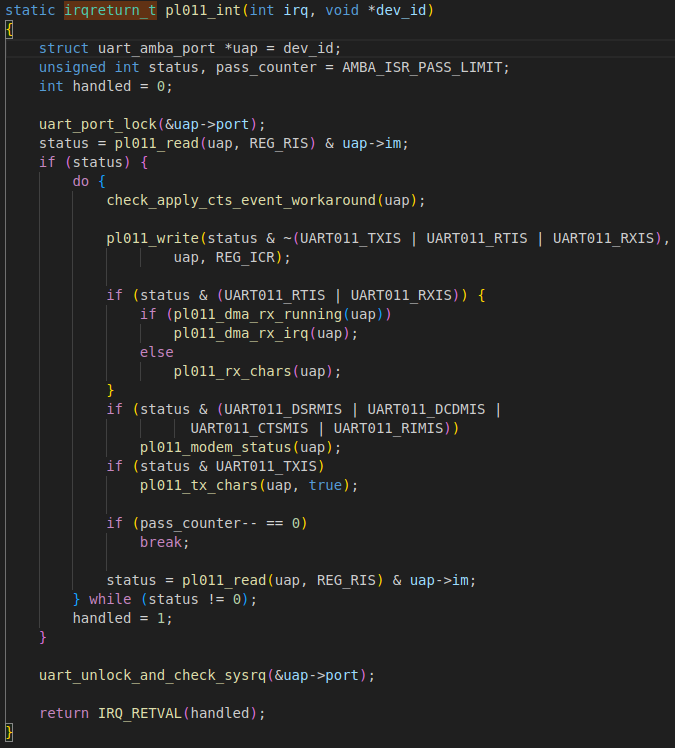 static irqreturn_t pl011_int(int irq, void *dev_id)
{
    struct uart_amba_port *uap = dev_id;
    unsigned int status, pass_counter = AMBA_ISR_PASS_LIMIT;
    int handled = 0;

    uart_port_lock(&uap->port);
    status = pl011_read(uap, REG_RIS) & uap->im;
    if (status) {
        do {
            check_apply_cts_event_workaround(uap);

            pl011_write(status & ~(UART011_TXIS | UART011_RTIS | UART011_RXIS),
                    uap, REG_ICR);

            if (status & (UART011_RTIS | UART011_RXIS)) {
                if (pl011_dma_rx_running(uap))
                    pl011_dma_rx_irq(uap);
                else
                    pl011_rx_chars(uap);
            }
            if (status & (UART011_DSRMIS | UART011_DCDMIS |
                      UART011_CTSMIS | UART011_RIMIS))
                pl011_modem_status(uap);
            if (status & UART011_TXIS)
                pl011_tx_chars(uap, true);

            if (pass_counter-- == 0)
                break;

            status = pl011_read(uap, REG_RIS) & uap->im;
        } while (status != 0);
        handled = 1;
    }

    uart_unlock_and_check_sysrq(&uap->port);

    return IRQ_RETVAL(handled);
}